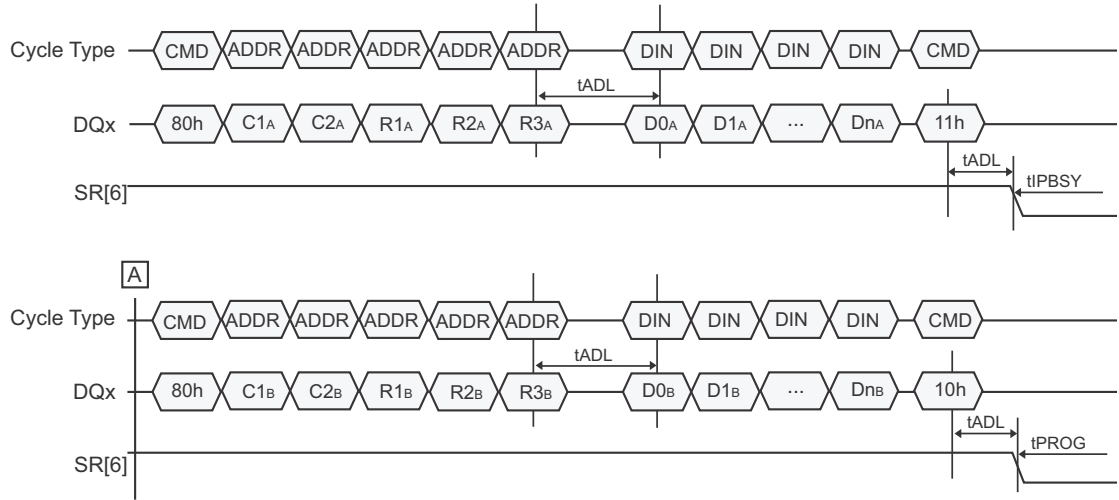 Cycle Type CMD ADDR ADDR ADDR ADDR ADDR DIN DIN DIN DIN CMD
tADL
DQx 80h C1A C2A R1A R2A R3A D0A D1A ... DnA 11h
tADL
SR[6] tIPBSY
A
Cycle Type CMD ADDR ADDR ADDR ADDR ADDR DIN DIN DIN DIN CMD
tADL
DQx 80h C1B C2B R1B R2B R3B D0B D1B ... DnB 10h
tADL
SR[6] tPROG